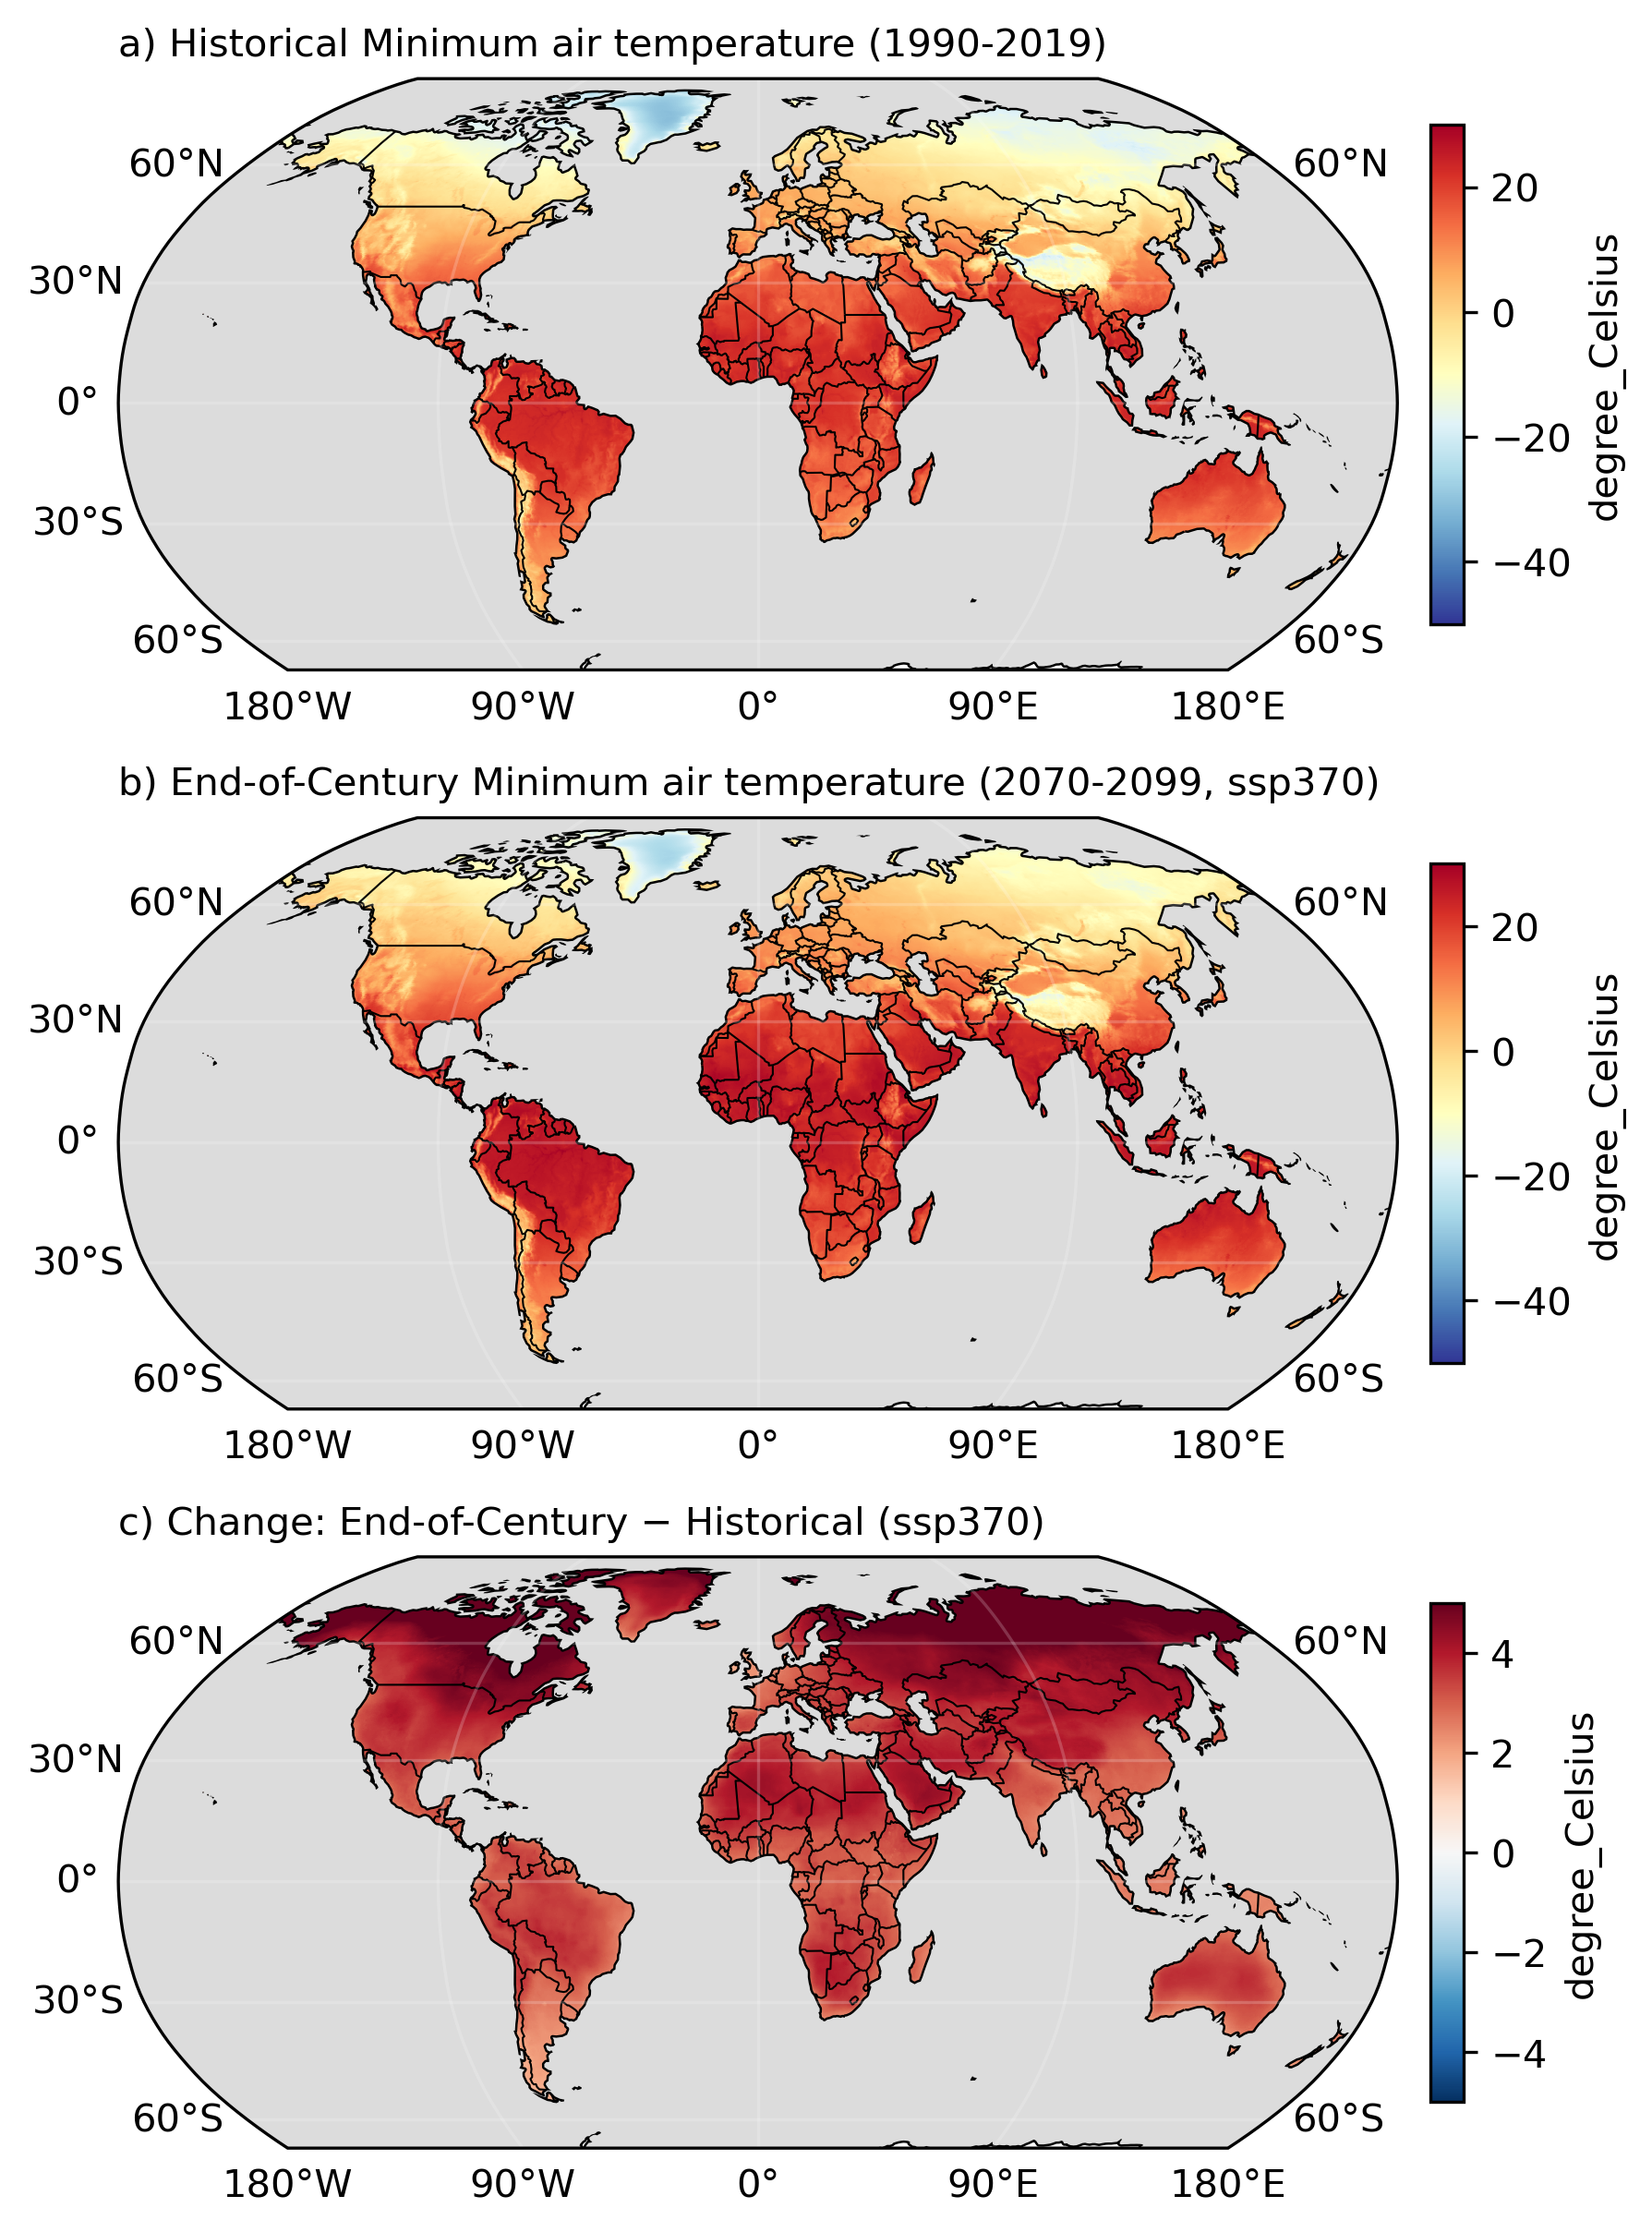 a) Historical Minimum air temperature (1990-2019)
60°N
60°N
30°N
0°
30°S
60°S
60°S
180°W
90°W
0°
90°E
180°E
20
0
−20
−40
degree_Celsius
b) End-of-Century Minimum air temperature (2070-2099, ssp370)
60°N
60°N
30°N
0°
30°S
60°S
60°S
180°W
90°W
0°
90°E
180°E
20
0
−20
−40
degree_Celsius
c) Change: End-of-Century − Historical (ssp370)
60°N
60°N
30°N
0°
30°S
60°S
60°S
180°W
90°W
0°
90°E
180°E
4
2
0
−2
−4
degree_Celsius